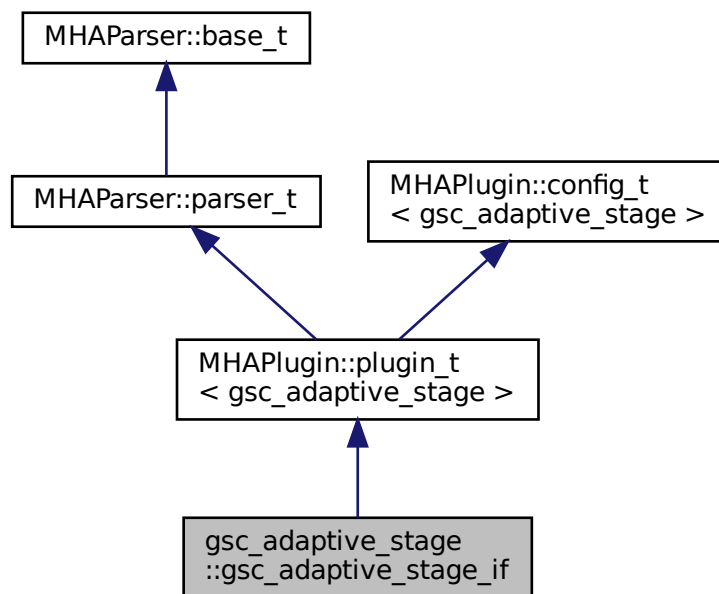 MHAParser::base_t
MHAParser::parser_t
MHAPlugin::config_t
< gsc_adaptive_stage >
MHAPlugin::plugin_t
< gsc_adaptive_stage >
gsc_adaptive_stage
::gsc_adaptive_stage_if